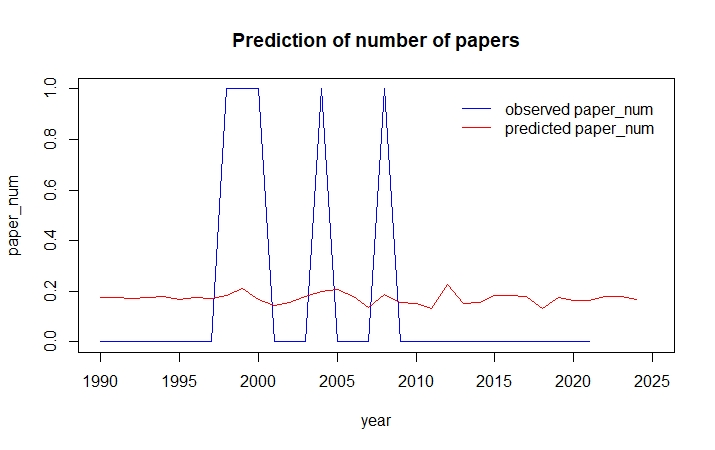 Prediction of number of papers
observed paper_num
predicted paper_num
paper_num
0.0 0.2 0.4 0.6 0.8 1.0
1990 1995 2000 2005 2010 2015 2020 2025
year